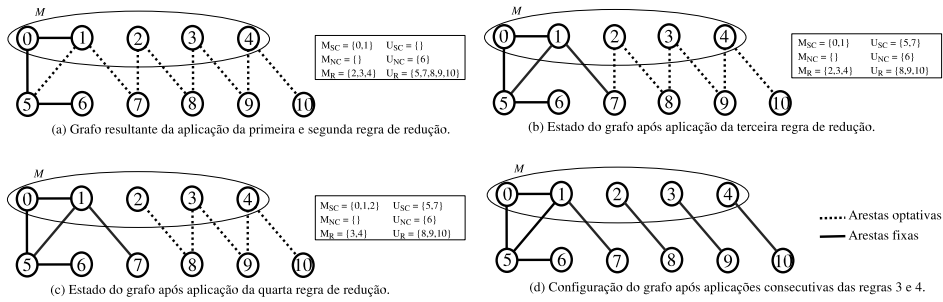 M
0 1 2 3 4
5 6 7 8 9 10
M_SC = {0,1} U_SC = {}
M_NC = {} U_NC = {6}
M_R = {2,3,4} U_R = {5,7,8,9,10}
(a) Grafo resultante da aplicação da primeira e segunda regra de redução.
M
0 1 2 3 4
5 6 7 8 9 10
M_SC = {0,1} U_SC = {5,7}
M_NC = {} U_NC = {6}
M_R = {2,3,4} U_R = {8,9,10}
(b) Estado do grafo após aplicação da terceira regra de redução.
M
0 1 2 3 4
5 6 7 8 9 10
M_SC = {0,1,2} U_SC = {5,7}
M_NC = {} U_NC = {6}
M_R = {3,4} U_R = {8,9,10}
(c) Estado do grafo após aplicação da quarta regra de redução.
M
0 1 2 3 4
5 6 7 8 9 10
Arestas optativas
Arestas fixas
(d) Configuração do grafo após aplicações consecutivas das regras 3 e 4.